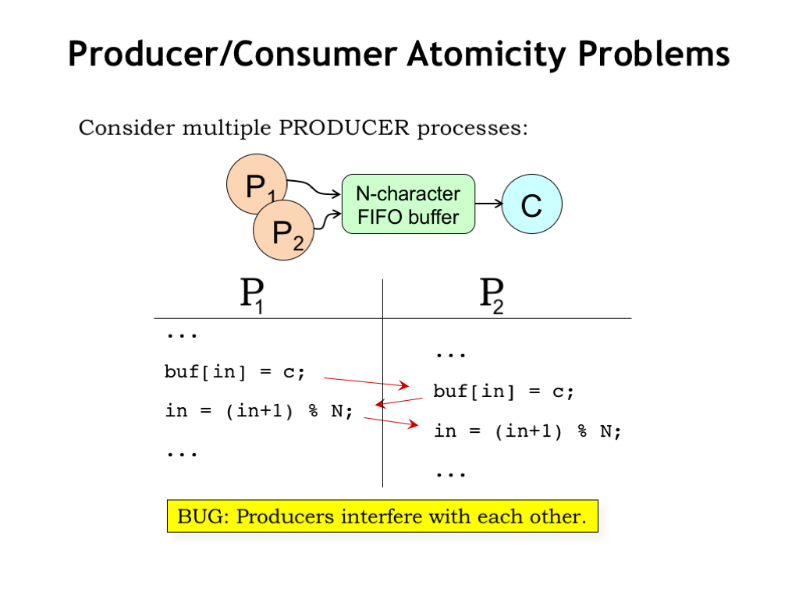 Producer/Consumer Atomicity Problems
Consider multiple PRODUCER processes:
P1
P2
N-character
FIFO buffer
C
P1
P2
...
...
buf[in] = c;
buf[in] = c;
in = (in+1) % N;
in = (in+1) % N;
...
...
BUG: Producers interfere with each other.